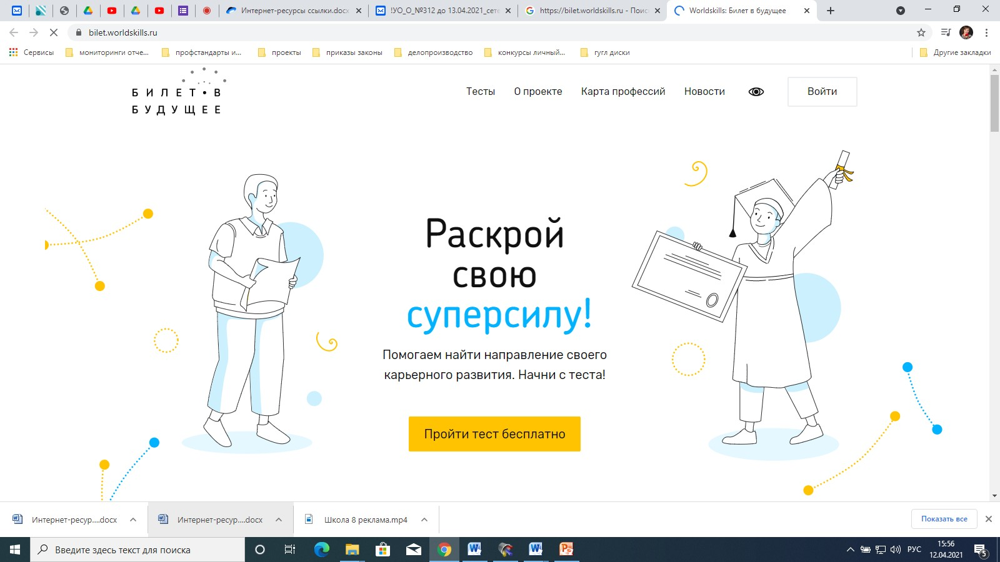 Интернет-ресурсы ссылки.docx
!УО_О_№312 до 13.04.2021_сете
https://bilet.worldskills.ru - Поис
Worldskills: Билет в будущее
bilet.worldskills.ru
Сервисы
мониторинги отче...
профстандарты и...
проекты
приказы законы
делопроизводство
конкурсы личный...
гугл диски
Другие закладки
БИЛЕТ В
БУДУЩЕЕ
Тесты
О проекте
Карта профессий
Новости
Войти
Раскрой
свою
суперсилу!
Помогаем найти направление своего
карьерного развития. Начни с теста!
Пройти тест бесплатно
Интернет-ресур....docx
Интернет-ресур....docx
Школа 8 реклама.mp4
Показать все
Введите здесь текст для поиска
РУС
15:56
12.04.2021
5